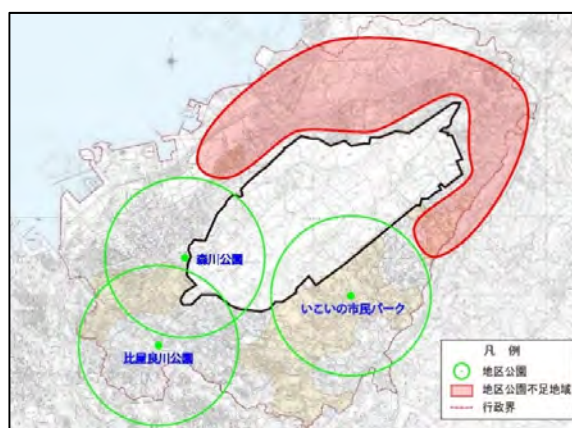 森川公園
いこいの市民パーク
比屋良川公園
凡例
地区公園
地区公園不足地域
行政界